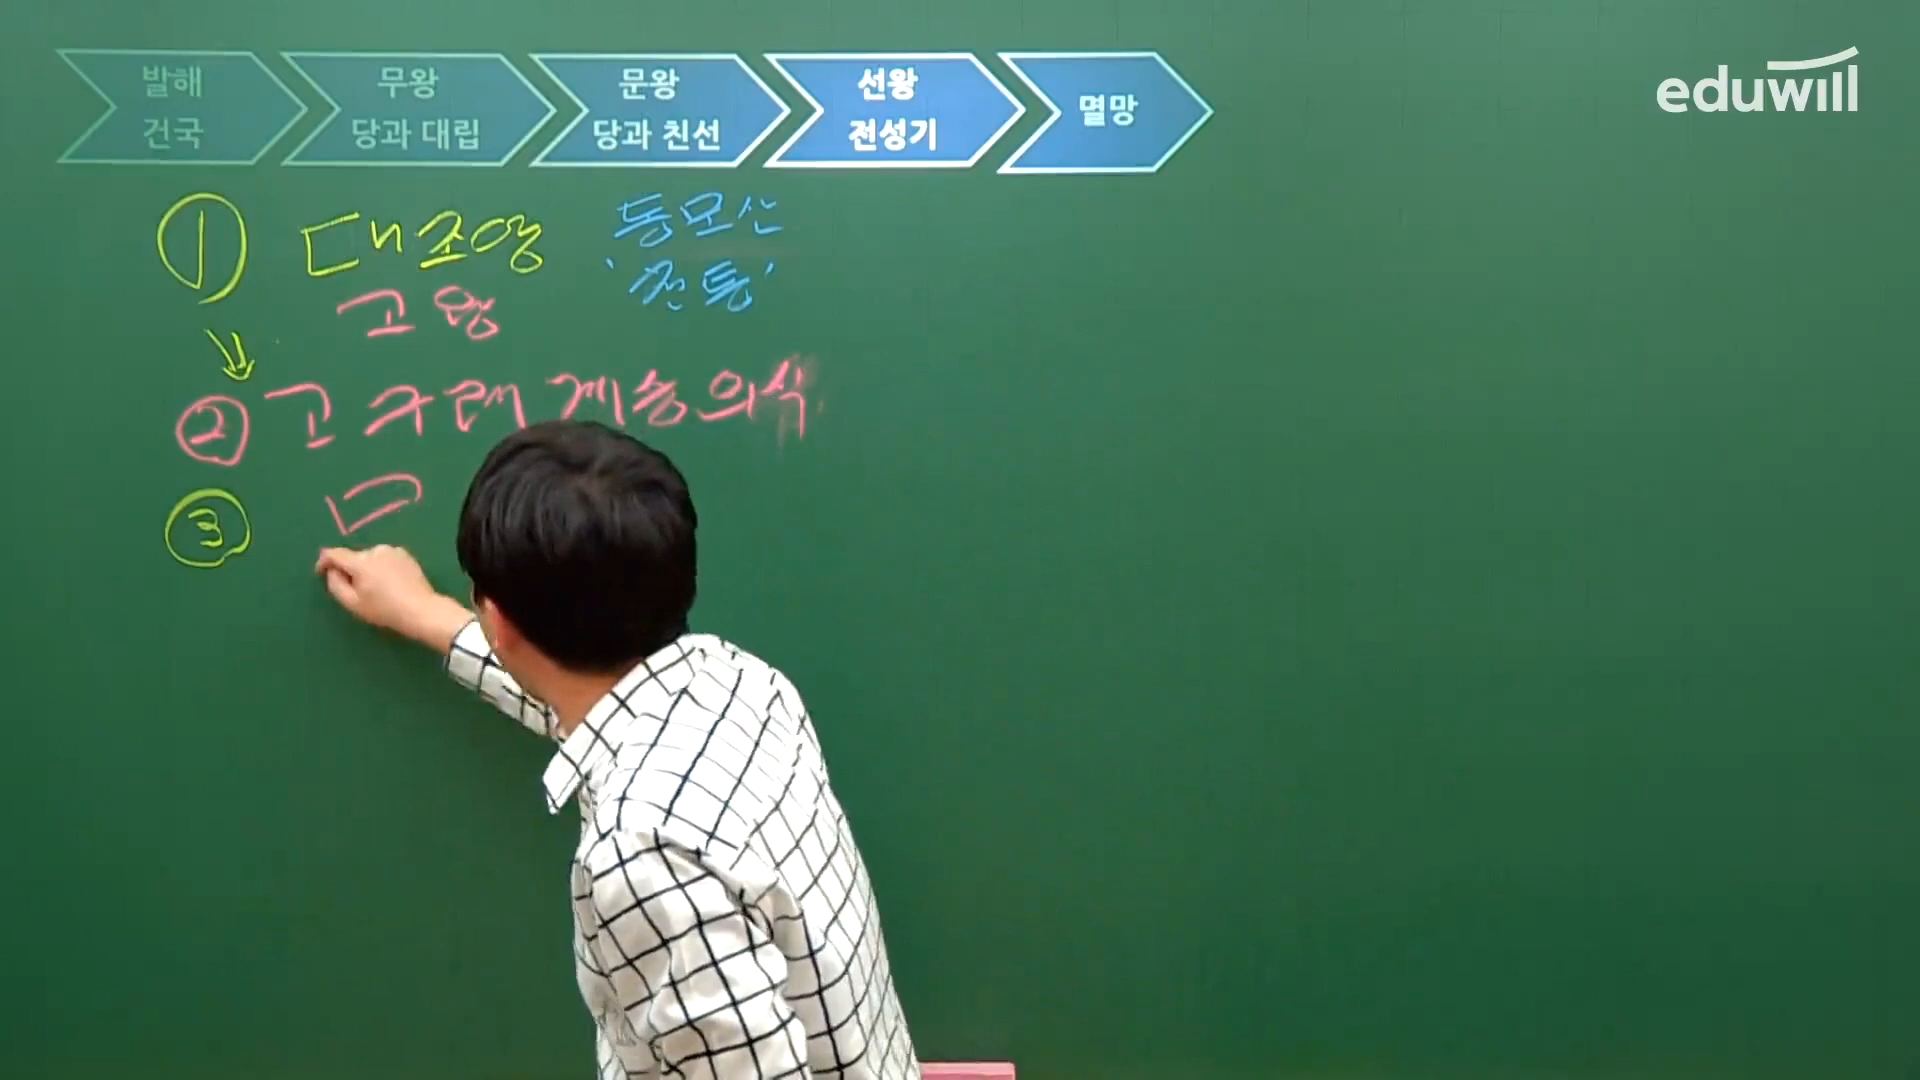 발해
건국
무왕
당과 대립
문왕
당과 친선
선왕
전성기
멸망
eduwill
① 대조영
동모산
'천통'
고왕
② 고구려 계승의식
③ ㅁ